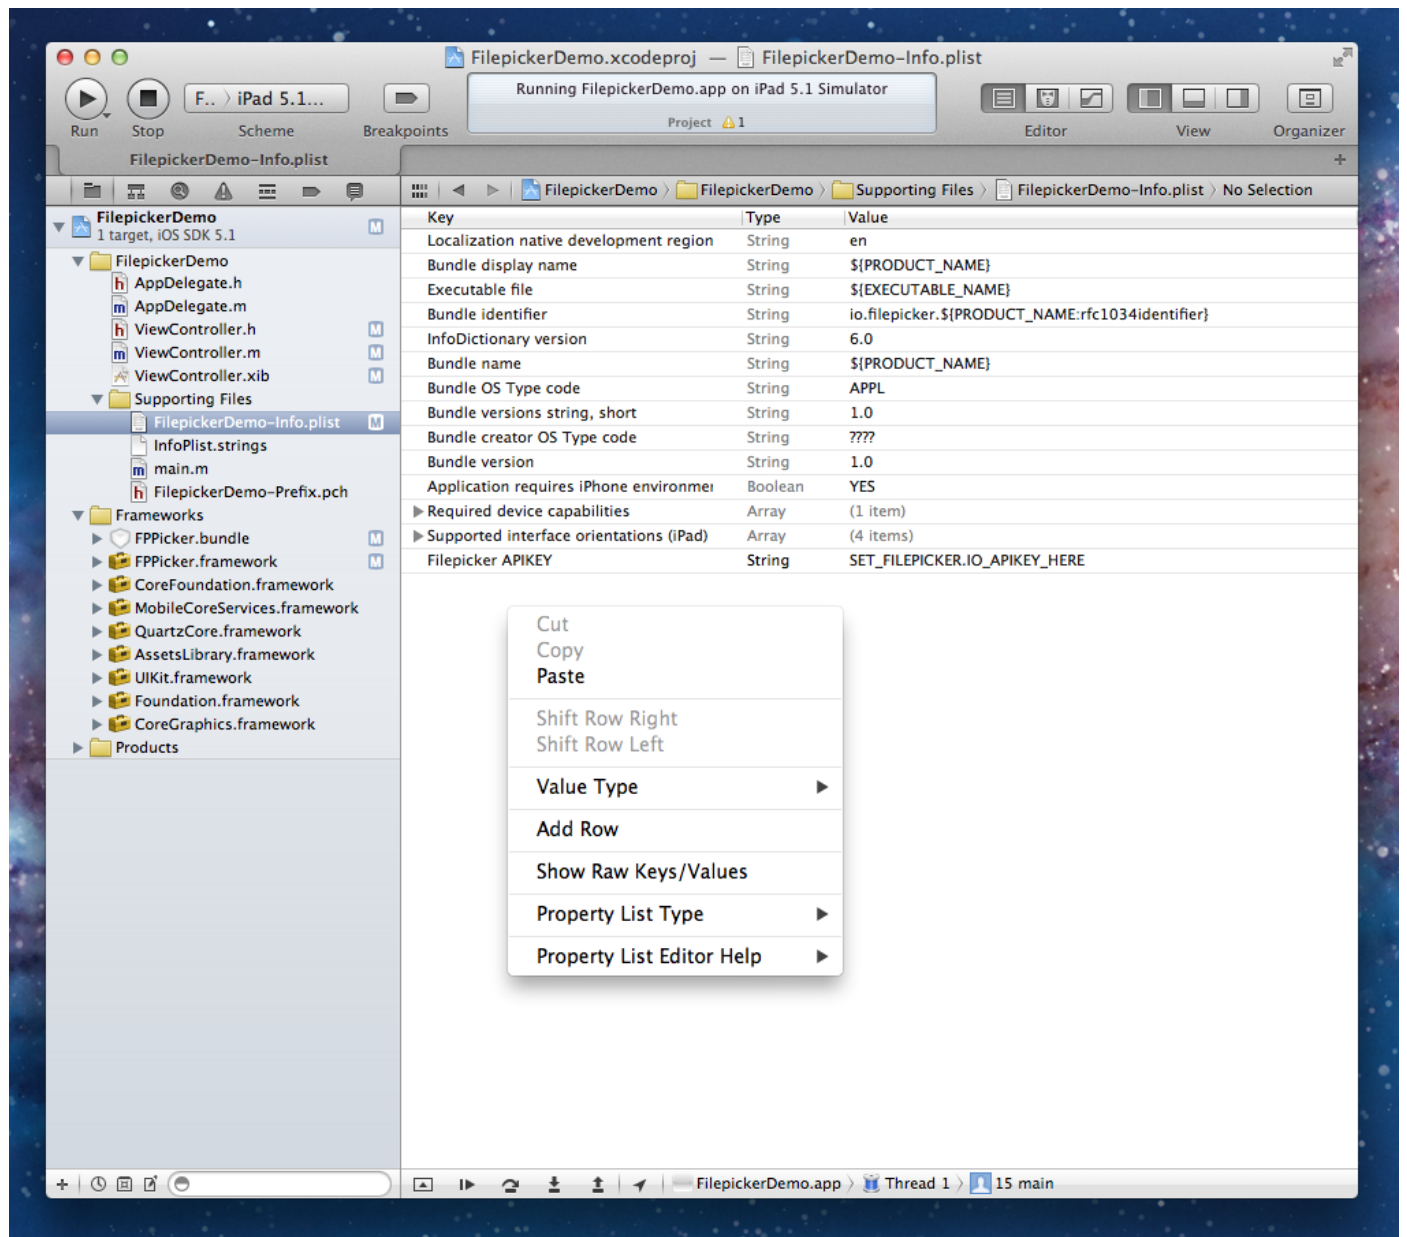 FilepickerDemo.xcodeproj — FilepickerDemo-Info.plist
F.. 〉 iPad 5.1...
Running FilepickerDemo.app on iPad 5.1 Simulator
Project 1
Run Stop Scheme Breakpoints Editor View Organizer
FilepickerDemo-Info.plist +
FilepickerDemo 〉 FilepickerDemo 〉 Supporting Files 〉 FilepickerDemo-Info.plist 〉 No Selection
FilepickerDemo M
1 target, iOS SDK 5.1
FilepickerDemo
h AppDelegate.h
m AppDelegate.m
h ViewController.h M
m ViewController.m M
ViewController.xib M
Supporting Files
FilepickerDemo-Info.plist M
InfoPlist.strings
m main.m
h FilepickerDemo-Prefix.pch
Frameworks
FPPicker.bundle M
FPPicker.framework M
CoreFoundation.framework
MobileCoreServices.framework
QuartzCore.framework
AssetsLibrary.framework
UIKit.framework
Foundation.framework
CoreGraphics.framework
Products
Key Type Value
Localization native development region String en
Bundle display name String ${PRODUCT_NAME}
Executable file String ${EXECUTABLE_NAME}
Bundle identifier String io.filepicker.${PRODUCT_NAME:rfc1034identifier}
InfoDictionary version String 6.0
Bundle name String ${PRODUCT_NAME}
Bundle OS Type code String APPL
Bundle versions string, short String 1.0
Bundle creator OS Type code String ????
Bundle version String 1.0
Application requires iPhone environmer Boolean YES
Required device capabilities Array (1 item)
Supported interface orientations (iPad) Array (4 items)
Filepicker APIKEY String SET_FILEPICKER.IO_APIKEY_HERE
Cut
Copy
Paste
Shift Row Right
Shift Row Left
Value Type
Add Row
Show Raw Keys/Values
Property List Type
Property List Editor Help
FilepickerDemo.app 〉 Thread 1 〉 15 main